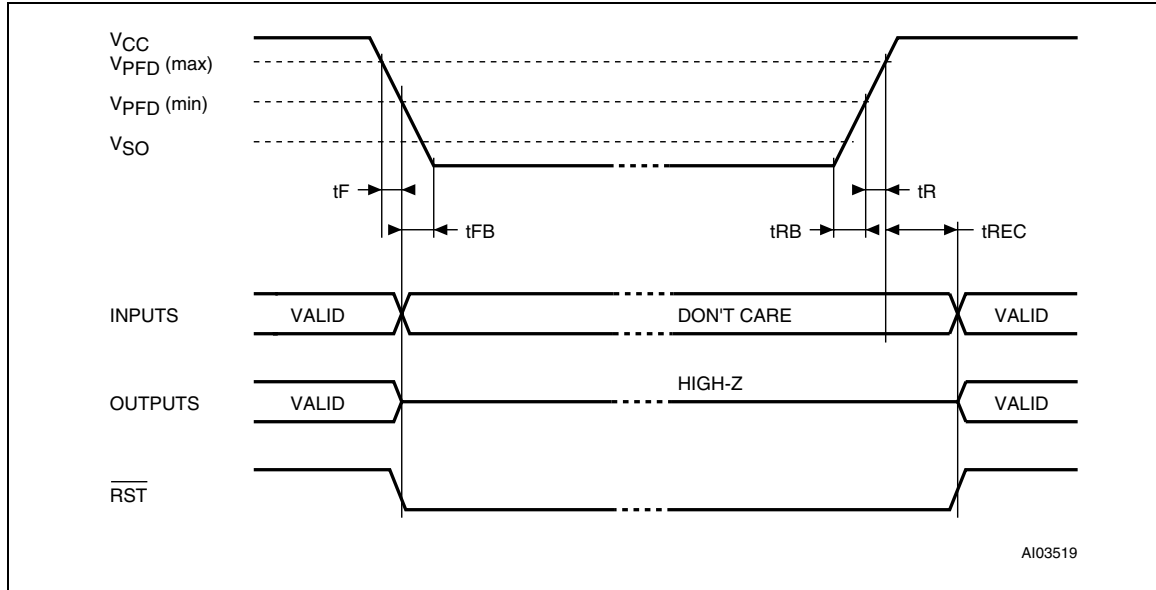 VCC
VPFD (max)
VPFD (min)
VSO
tF
tR
tFB
tRB
tREC
INPUTS
VALID
DON'T CARE
VALID
HIGH-Z
OUTPUTS
VALID
VALID
RST
AI03519